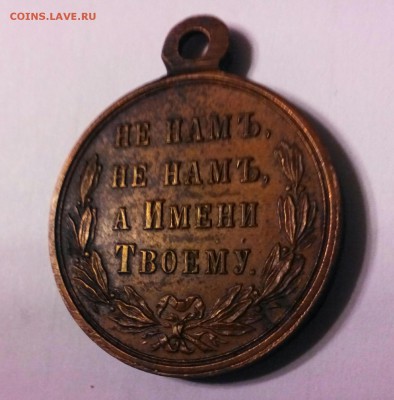 COINS.LAVE.RU
НЕ НАМЪ,
НЕ НАМЪ,
А ИМЕНИ
ТВОЕМУ.